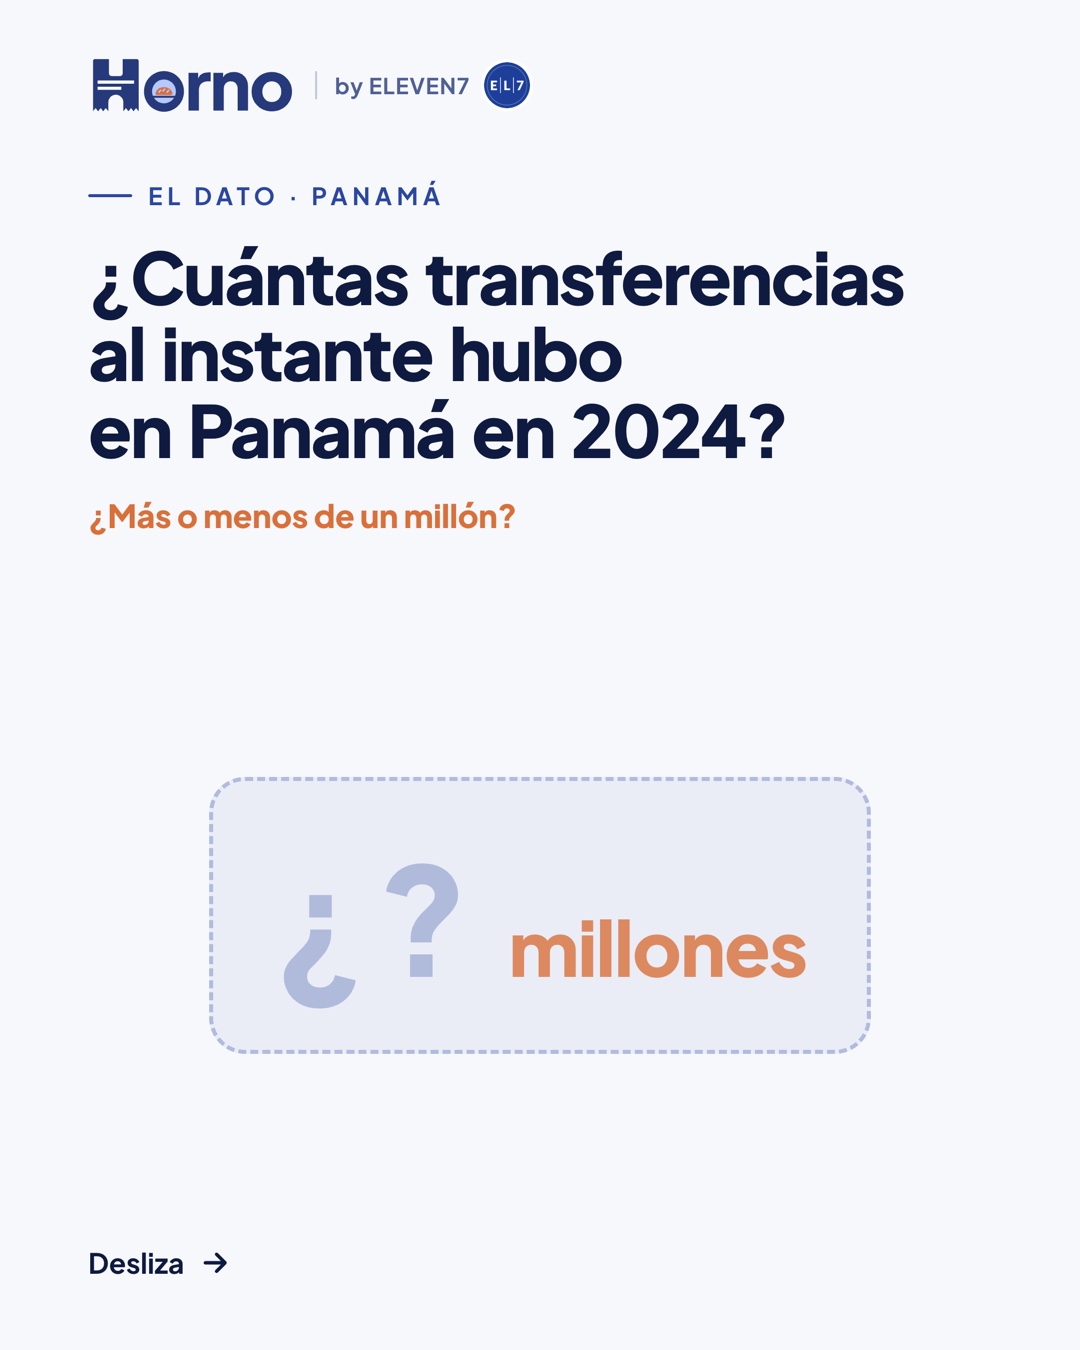 Horno
by ELEVEN7
E|L|7
EL DATO · PANAMÁ
¿Cuántas transferencias
al instante hubo
en Panamá en 2024?
¿Más o menos de un millón?
¿? millones
Desliza →